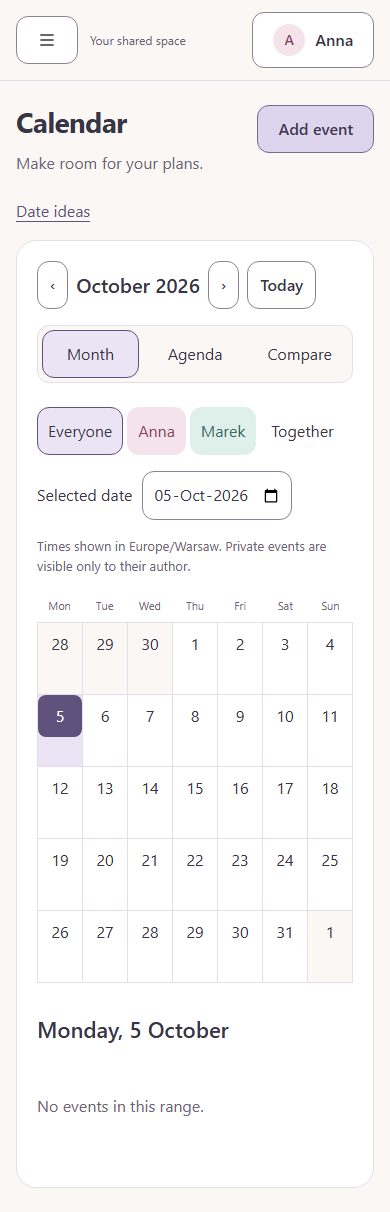 Your shared space
A Anna
Calendar
Add event
Make room for your plans.
Date ideas
‹ October 2026 › Today
Month Agenda Compare
Everyone Anna Marek Together
Selected date 05-Oct-2026
Times shown in Europe/Warsaw. Private events are
visible only to their author.
Mon Tue Wed Thu Fri Sat Sun
28 29 30 1 2 3 4
5 6 7 8 9 10 11
12 13 14 15 16 17 18
19 20 21 22 23 24 25
26 27 28 29 30 31 1
Monday, 5 October
No events in this range.